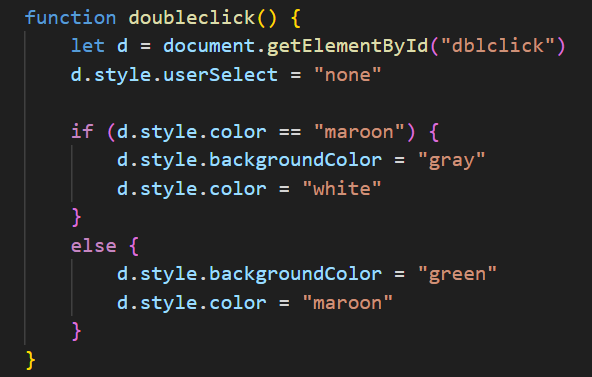 function doubleclick() {
    let d = document.getElementById("dblclick")
    d.style.userSelect = "none"

    if (d.style.color == "maroon") {
        d.style.backgroundColor = "gray"
        d.style.color = "white"
    }
    else {
        d.style.backgroundColor = "green"
        d.style.color = "maroon"
    }
}